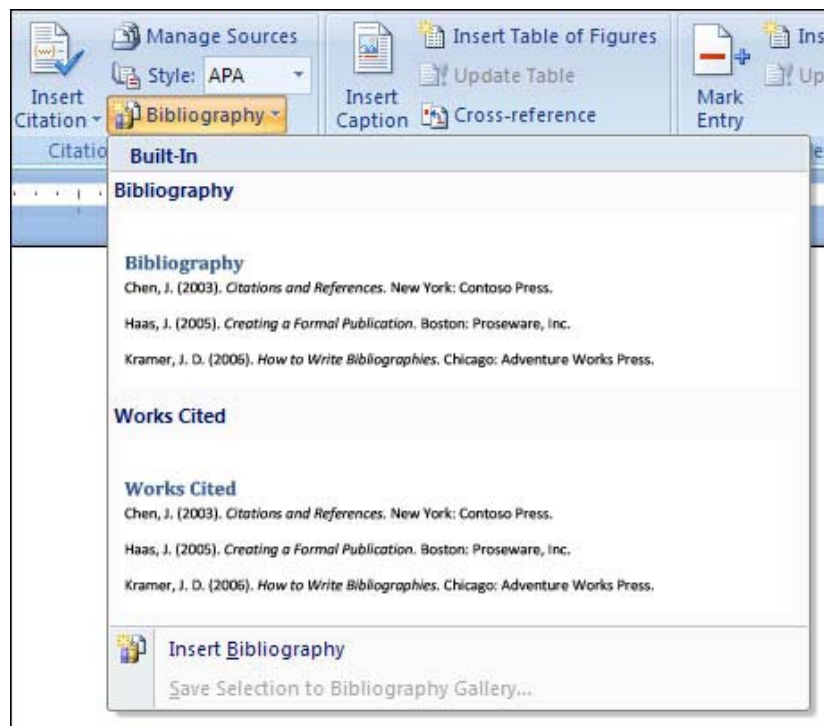 Manage Sources
Style: APA
Bibliography
Insert
Citation
Insert Table of Figures
Update Table
Cross-reference
Insert
Caption
Mark
Entry
Ins
Up
Citatio
Built-In
Bibliography
Bibliography
Chen, J. (2003). Citations and References. New York: Contoso Press.
Haas, J. (2005). Creating a Formal Publication. Boston: Proseware, Inc.
Kramer, J. D. (2006). How to Write Bibliographies. Chicago: Adventure Works Press.
Works Cited
Works Cited
Chen, J. (2003). Citations and References. New York: Contoso Press.
Haas, J. (2005). Creating a Formal Publication. Boston: Proseware, Inc.
Kramer, J. D. (2006). How to Write Bibliographies. Chicago: Adventure Works Press.
Insert Bibliography
Save Selection to Bibliography Gallery...